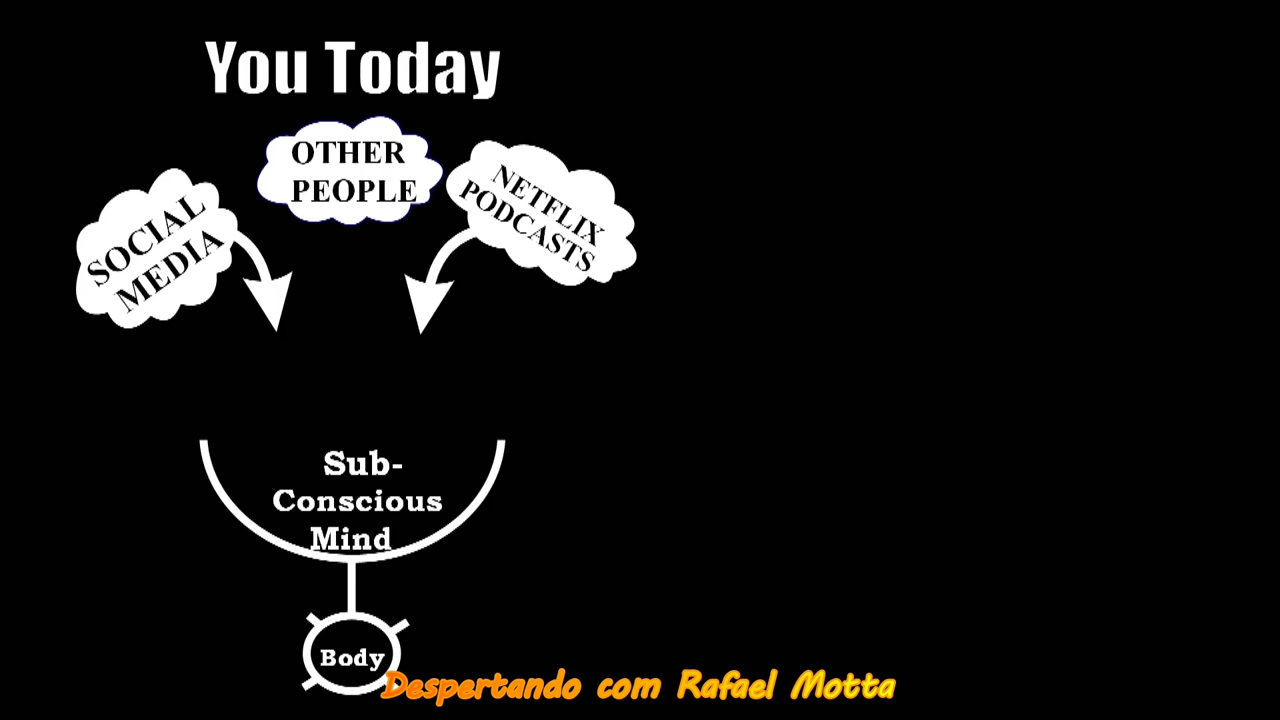 You Today
SOCIAL
MEDIA
OTHER
PEOPLE
NETFLIX
PODCASTS
Sub-
Conscious
Mind
Body
Despertando com Rafael Motta